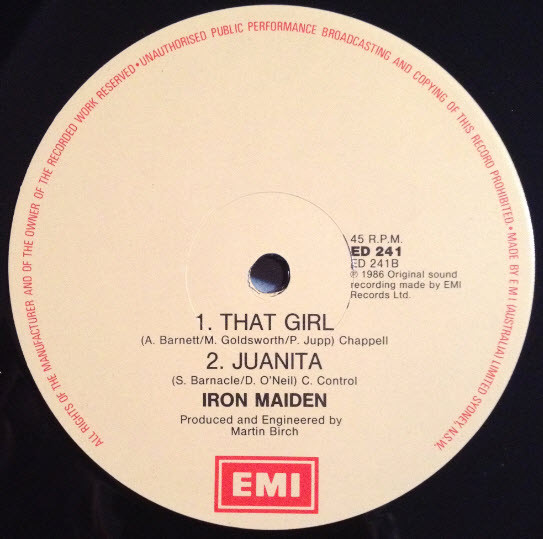 ALL RIGHTS OF THE MANUFACTURER AND OF THE OWNER OF THE RECORDED WORK RESERVED • UNAUTHORISED PUBLIC PERFORMANCE BROADCASTING AND COPYING OF THIS RECORD PROHIBITED • MADE BY EMI (AUSTRALIA) LIMITED SYDNEY, N.S.W.
45 R.P.M.
ED 241
ED 241B
℗ 1986 Original sound
recording made by EMI
Records Ltd.
1. THAT GIRL
(A. Barnett/M. Goldsworth/P. Jupp) Chappell
2. JUANITA
(S. Barnacle/D. O'Neil) C. Control
IRON MAIDEN
Produced and Engineered by
Martin Birch
EMI